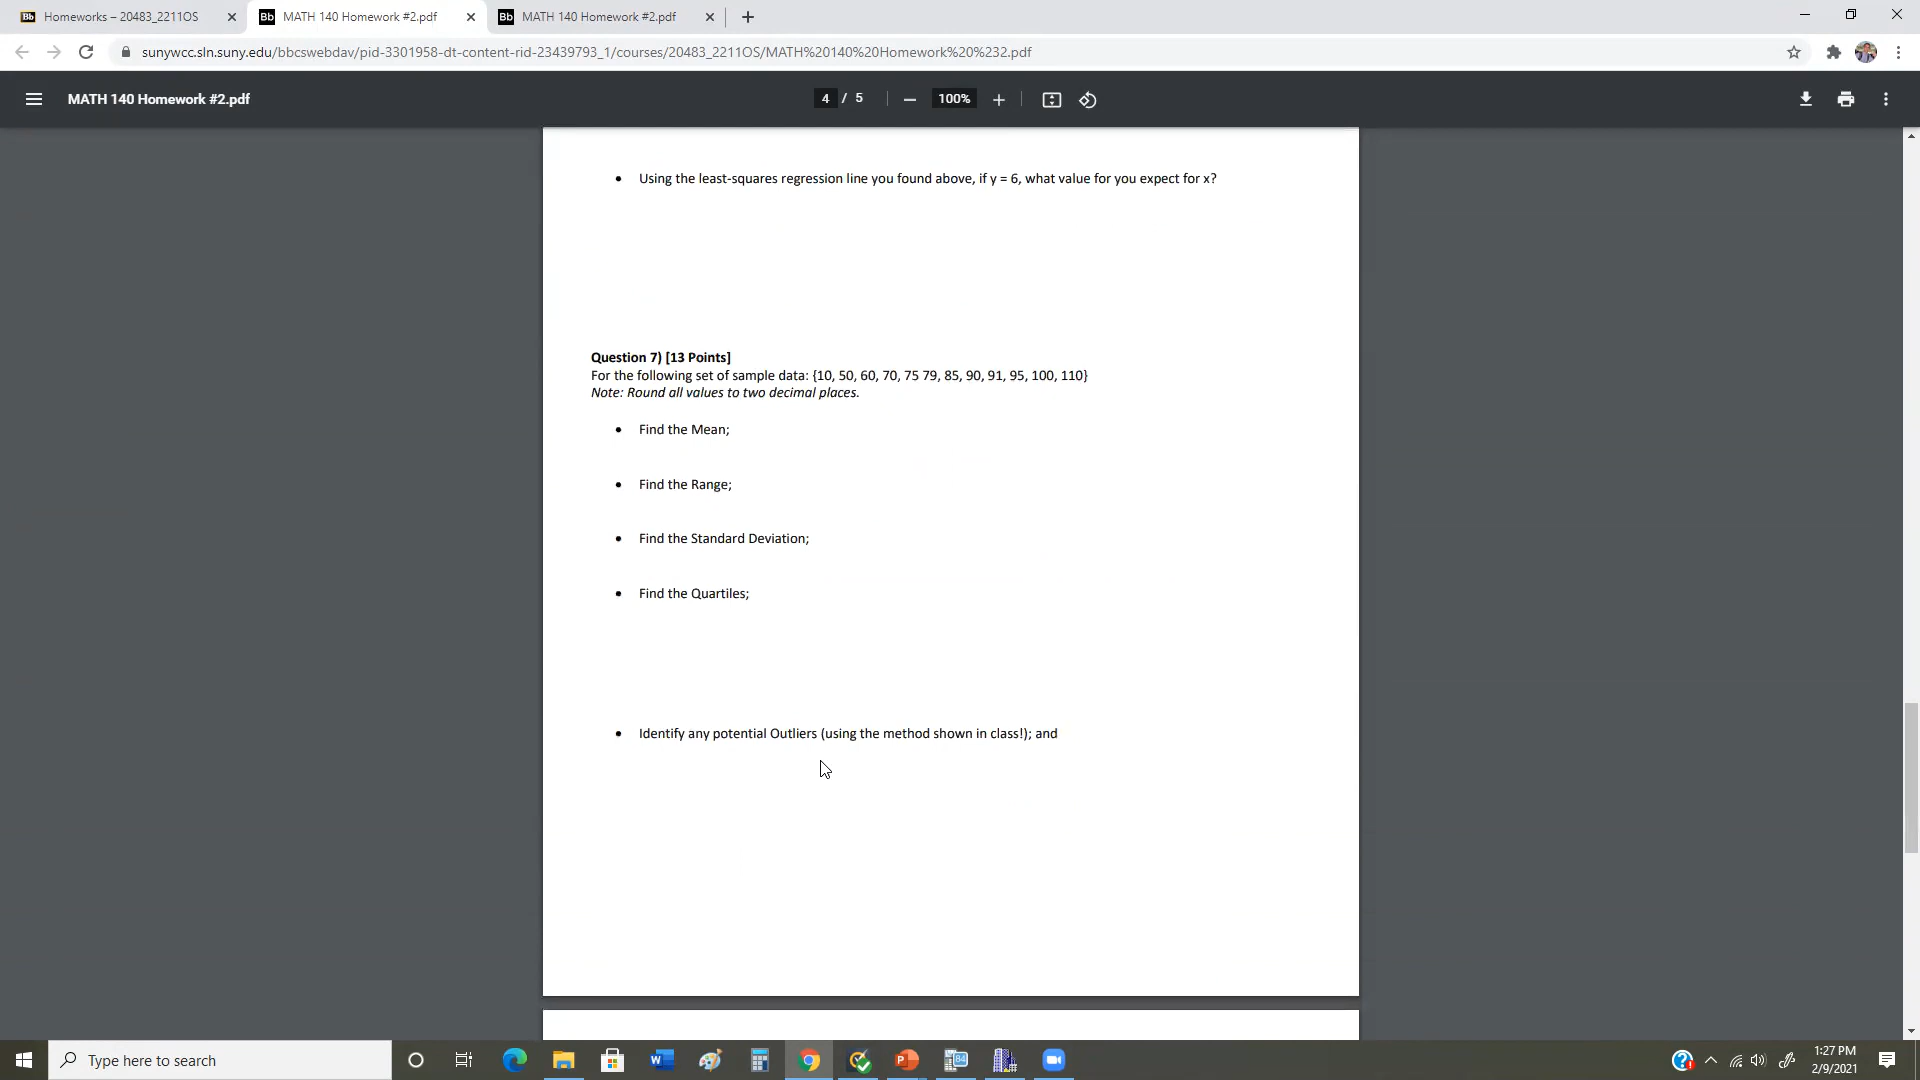 Homeworks – 20483_2211OS
MATH 140 Homework #2.pdf
MATH 140 Homework #2.pdf
sunywcc.sln.suny.edu/bbcswebdav/pid-3301958-dt-content-rid-23439793_1/courses/20483_2211OS/MATH%20140%20Homework%20%232.pdf
MATH 140 Homework #2.pdf
4 / 5
100%
• Using the least-squares regression line you found above, if y = 6, what value for you expect for x?
Question 7) [13 Points]
For the following set of sample data: {10, 50, 60, 70, 75 79, 85, 90, 91, 95, 100, 110}
Note: Round all values to two decimal places.
• Find the Mean;
• Find the Range;
• Find the Standard Deviation;
• Find the Quartiles;
• Identify any potential Outliers (using the method shown in class!); and
Type here to search
1:27 PM
2/9/2021